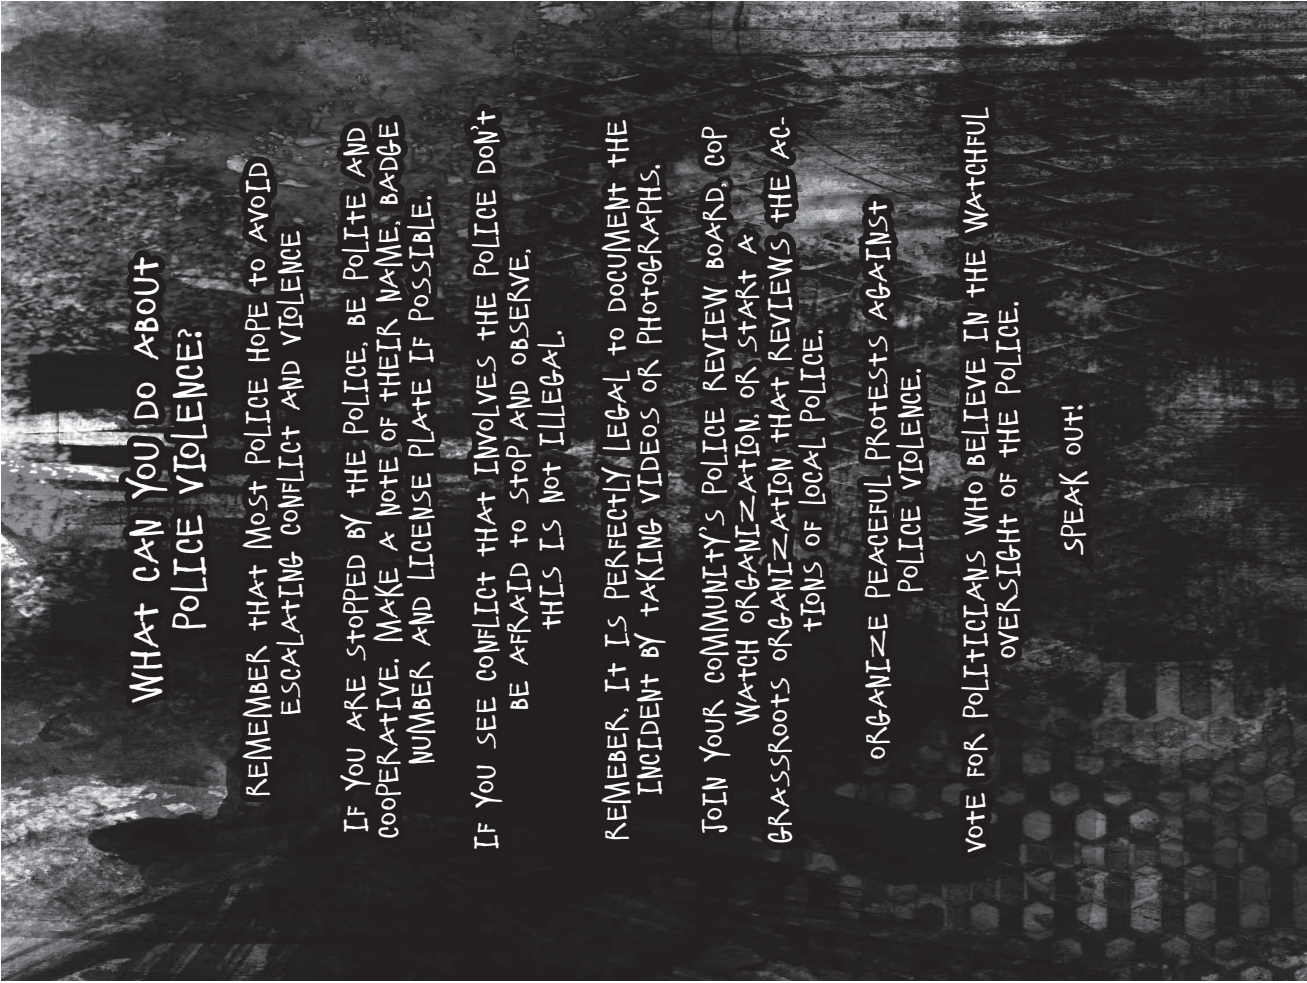 WHAT CAN YOU DO ABOUT
POLICE VIOLENCE?
REMEMBER THAT MOST POLICE HOPE TO AVOID
ESCALATING CONFLICT AND VIOLENCE
IF YOU ARE STOPPED BY THE POLICE, BE POLITE AND
COOPERATIVE. MAKE A NOTE OF THEIR NAME, BADGE
NUMBER AND LICENSE PLATE IF POSSIBLE.
IF YOU SEE CONFLICT THAT INVOLVES THE POLICE DON'T
BE AFRAID TO STOP AND OBSERVE,
THIS IS NOT ILLEGAL.
REMEBER, IT IS PERFECTLY LEGAL TO DOCUMENT THE
INCIDENT BY TAKING VIDEOS OR PHOTOGRAPHS.
JOIN YOUR COMMUNITY'S POLICE REVIEW BOARD, COP
WATCH ORGANIZATION, OR START A
GRASSROOTS ORGANIZATION THAT REVIEWS THE AC-
TIONS OF LOCAL POLICE.
ORGANIZE PEACEFUL PROTESTS AGAINST
POLICE VIOLENCE.
VOTE FOR POLITICIANS WHO BELIEVE IN THE WATCHFUL
OVERSIGHT OF THE POLICE.
SPEAK OUT!